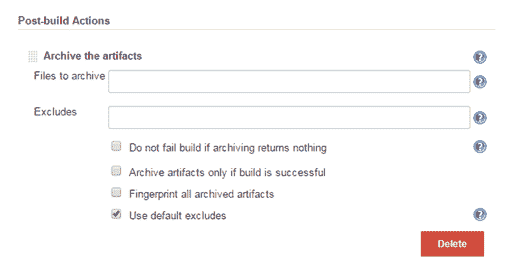 Post-build Actions
Archive the artifacts
Files to archive
Excludes
Do not fail build if archiving returns nothing
Archive artifacts only if build is successful
Fingerprint all archived artifacts
Use default excludes
Delete